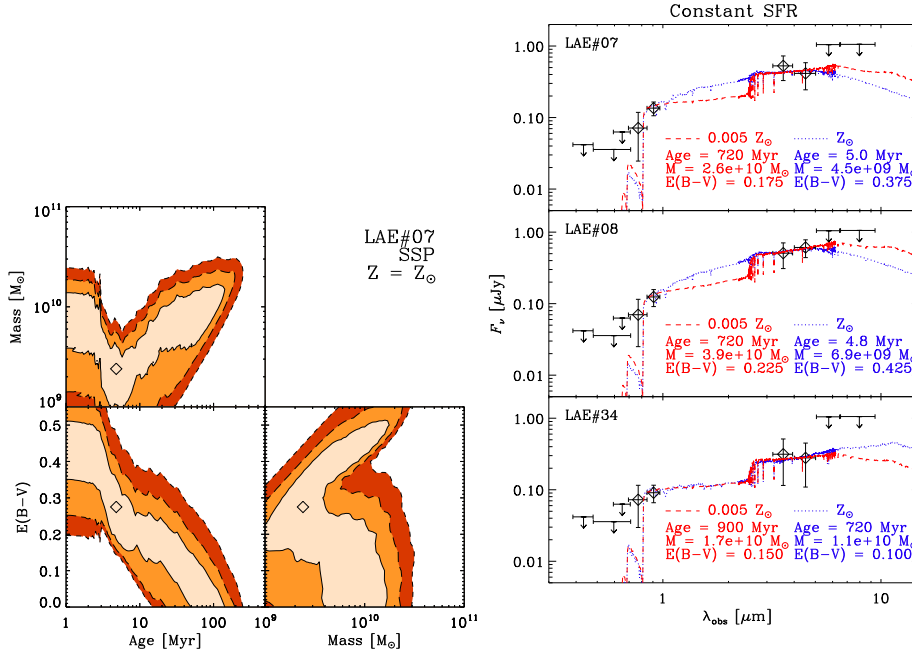 Constant SFR
LAE#07
1.00
0.10
0.01
0.005 Z⊙
Z⊙
Age = 720 Myr
Age = 5.0 Myr
M = 2.6e+10 M⊙
M = 4.5e+09 M⊙
E(B−V) = 0.175
E(B−V) = 0.375
LAE#08
1.00
0.10
0.01
0.005 Z⊙
Z⊙
Age = 720 Myr
Age = 4.8 Myr
M = 3.9e+10 M⊙
M = 6.9e+09 M⊙
E(B−V) = 0.225
E(B−V) = 0.425
LAE#34
1.00
0.10
0.01
0.005 Z⊙
Z⊙
Age = 900 Myr
Age = 720 Myr
M = 1.7e+10 M⊙
M = 1.1e+10 M⊙
E(B−V) = 0.150
E(B−V) = 0.100
Fν [μJy]
1
10
λobs [μm]
LAE#07
SSP
Z = Z⊙
10¹¹
10¹⁰
10⁹
Mass [M⊙]
0.5
0.4
0.3
0.2
0.1
0.0
E(B−V)
1
10
100
Age [Myr]
10⁹
10¹⁰
10¹¹
Mass [M⊙]